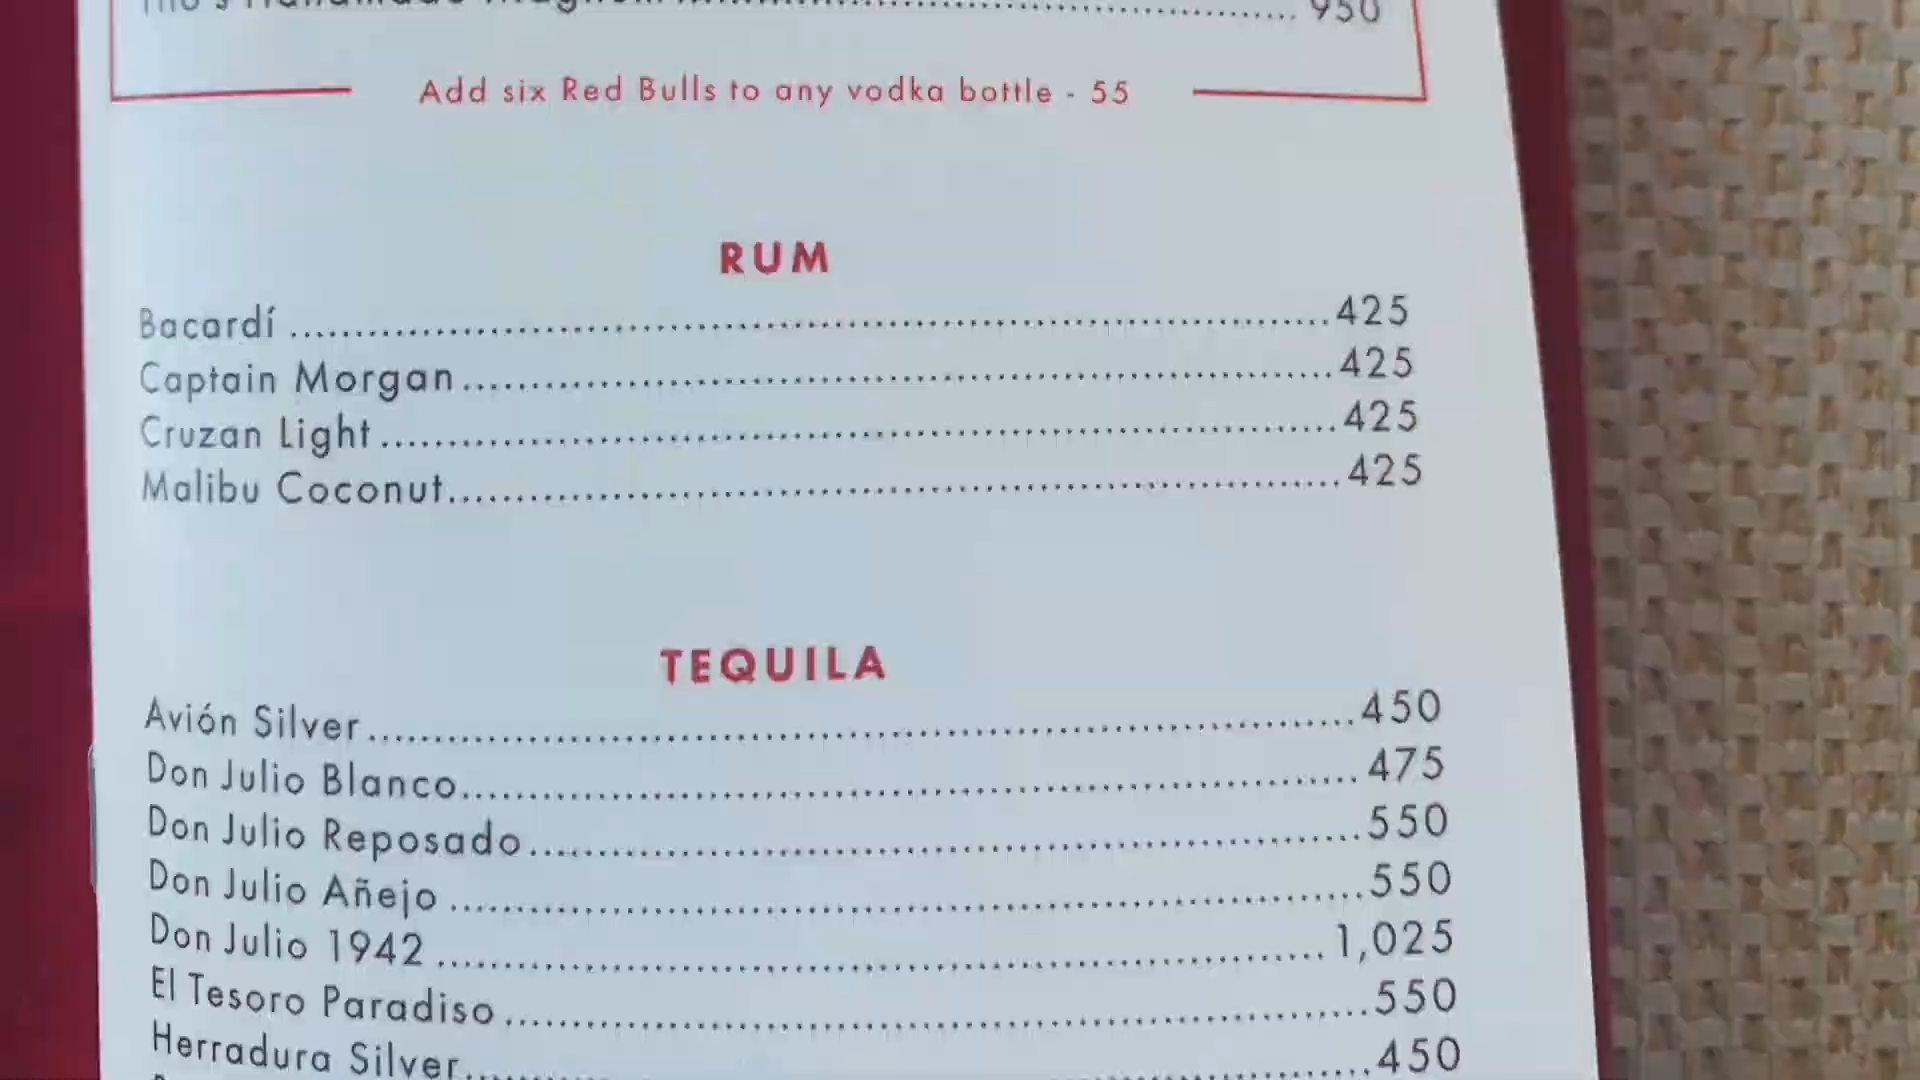 950
Add six Red Bulls to any vodka bottle - 55
RUM
Bacardí ........ 425
Captain Morgan ........ 425
Cruzan Light ........ 425
Malibu Coconut ........ 425
TEQUILA
Avión Silver ........ 450
Don Julio Blanco ........ 475
Don Julio Reposado ........ 550
Don Julio Añejo ........ 550
Don Julio 1942 ........ 1,025
El Tesoro Paradiso ........ 550
Herradura Silver ........ 450